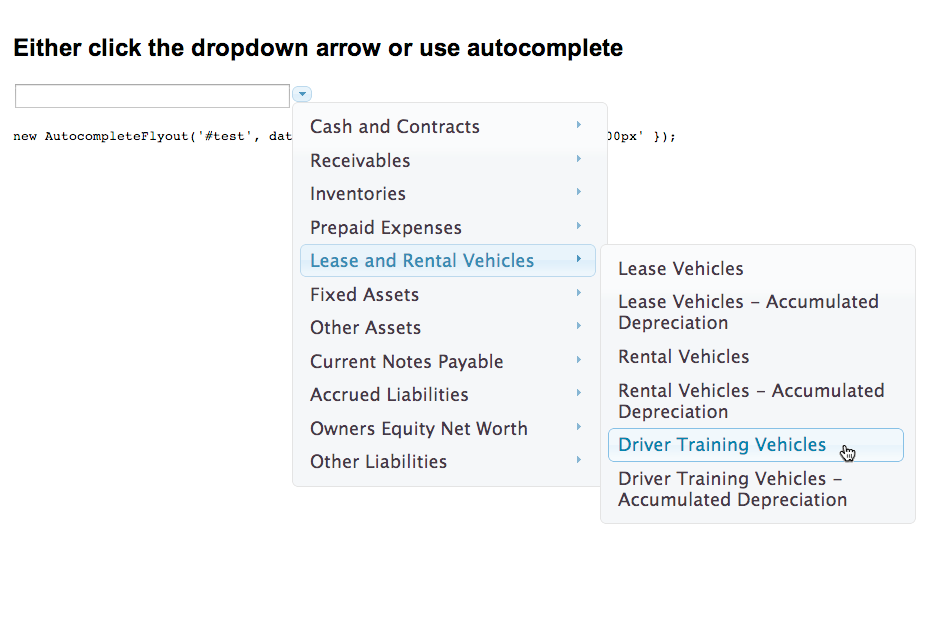 Either click the dropdown arrow or use autocomplete
new AutocompleteFlyout('#test', dat 00px' });
Cash and Contracts
Receivables
Inventories
Prepaid Expenses
Lease and Rental Vehicles
Fixed Assets
Other Assets
Current Notes Payable
Accrued Liabilities
Owners Equity Net Worth
Other Liabilities
Lease Vehicles
Lease Vehicles – Accumulated
Depreciation
Rental Vehicles
Rental Vehicles – Accumulated
Depreciation
Driver Training Vehicles
Driver Training Vehicles –
Accumulated Depreciation